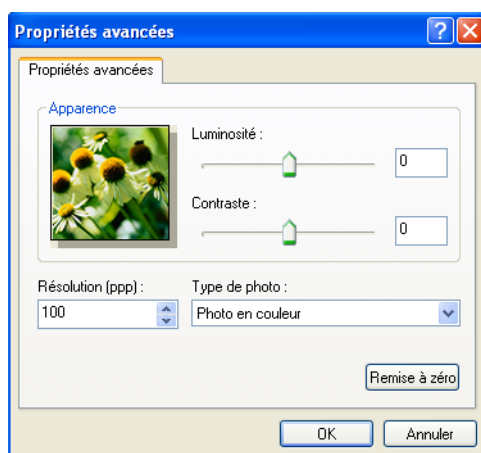 Propriétés avancées
Propriétés avancées
Apparence
Luminosité :
0
Contraste :
0
Résolution (ppp) :
Type de photo :
100
Photo en couleur
Remise à zéro
OK
Annuler